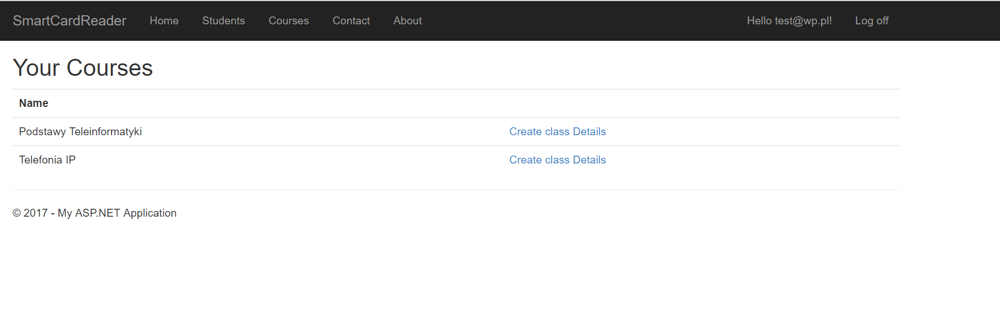 SmartCardReader Home Students Courses Contact About Hello test@wp.pl! Log off
Your Courses
Name
Podstawy Teleinformatyki Create class Details
Telefonia IP Create class Details
© 2017 - My ASP.NET Application